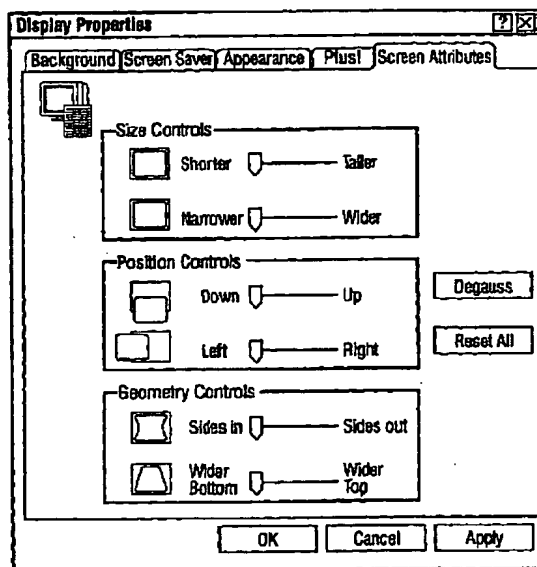 Display Properties ? X
Background Screen Saver Appearance Plus! Screen Attributes
Size Controls
Shorter Taller
Narrower Wider
Position Controls
Down Up
Left Right
Degauss
Reset All
Geometry Controls
Sides in Sides out
Wider Bottom
Wider Top
OK Cancel Apply